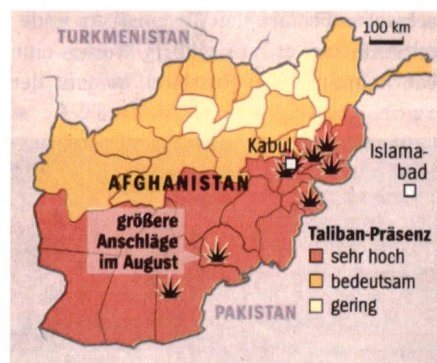 TURKMENISTAN
100 km
Kabul
Islama-
bad
AFGHANISTAN
größere
Anschläge
im August
Taliban-Präsenz
sehr hoch
bedeutsam
gering
PAKISTAN